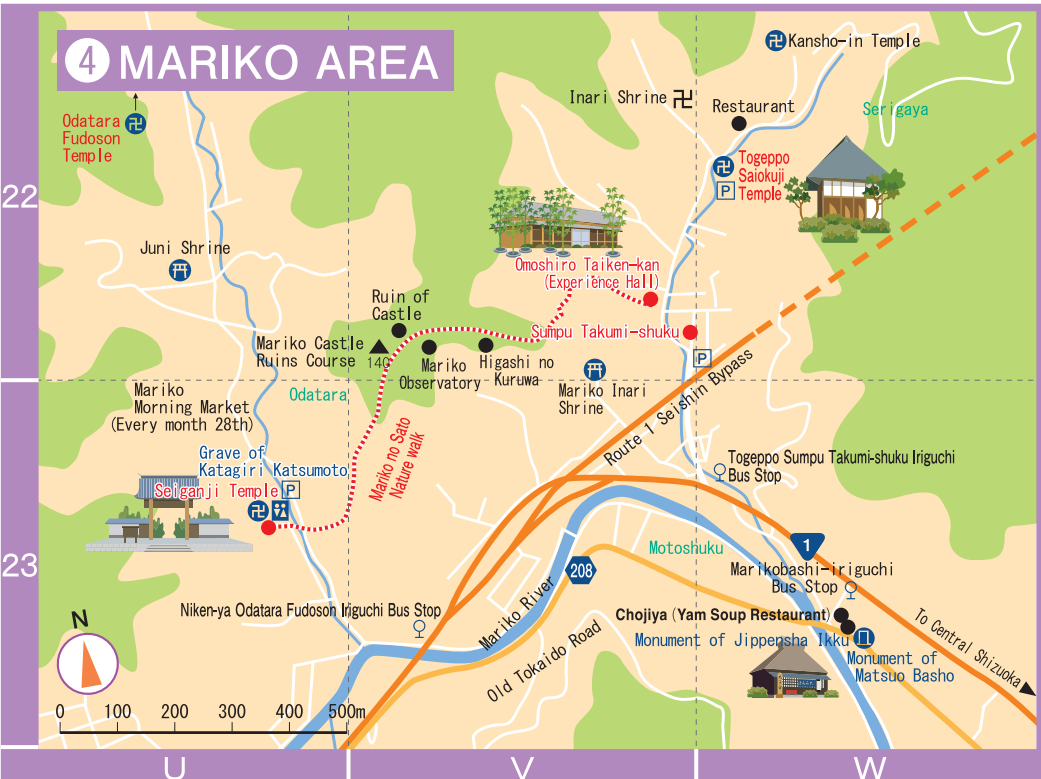 4 MARIKO AREA
Kansho-in Temple
Inari Shrine
Restaurant
Serigaya
Odatara
Fudoson
Temple
Togeppo
Saiokuji
Temple
P
22
Juni Shrine
Omoshiro Taiken-kan
(Experience Hall)
Ruin of
Castle
Sumpu Takumi-shuku
Mariko Castle
Ruins Course
140
Mariko
Observatory
Higashi no
Kuruwa
P
Mariko Inari
Shrine
Route 1 Seishin Bypass
Odatara
Mariko
Morning Market
(Every month 28th)
Mariko no Sato
Nature walk
Grave of
Katagiri Katsumoto
Seiganji Temple
P
Togeppo Sumpu Takumi-shuku Iriguchi
Bus Stop
23
Motoshuku
1
208
Marikobashi-iriguchi
Bus Stop
Niken-ya Odatara Fudoson Iriguchi Bus Stop
Mariko River
Chojiya (Yam Soup Restaurant)
Monument of Jippensha Ikku
Monument of
Matsuo Basho
To Central Shizuoka
Old Tokaido Road
N
0 100 200 300 400 500m
U V W